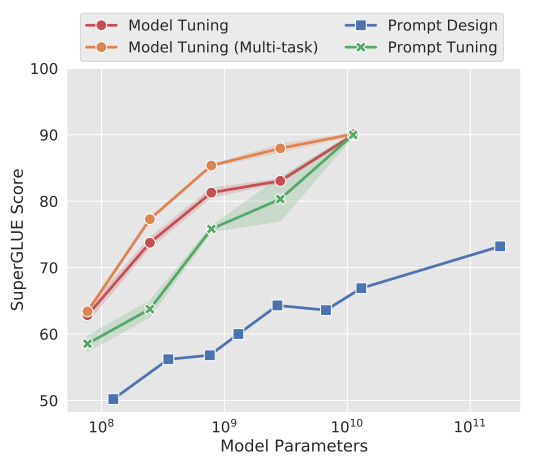 Model Tuning
Model Tuning (Multi-task)
Prompt Design
Prompt Tuning
100
90
80
70
60
50
SuperGLUE Score
10⁸ 10⁹ 10¹⁰ 10¹¹
Model Parameters